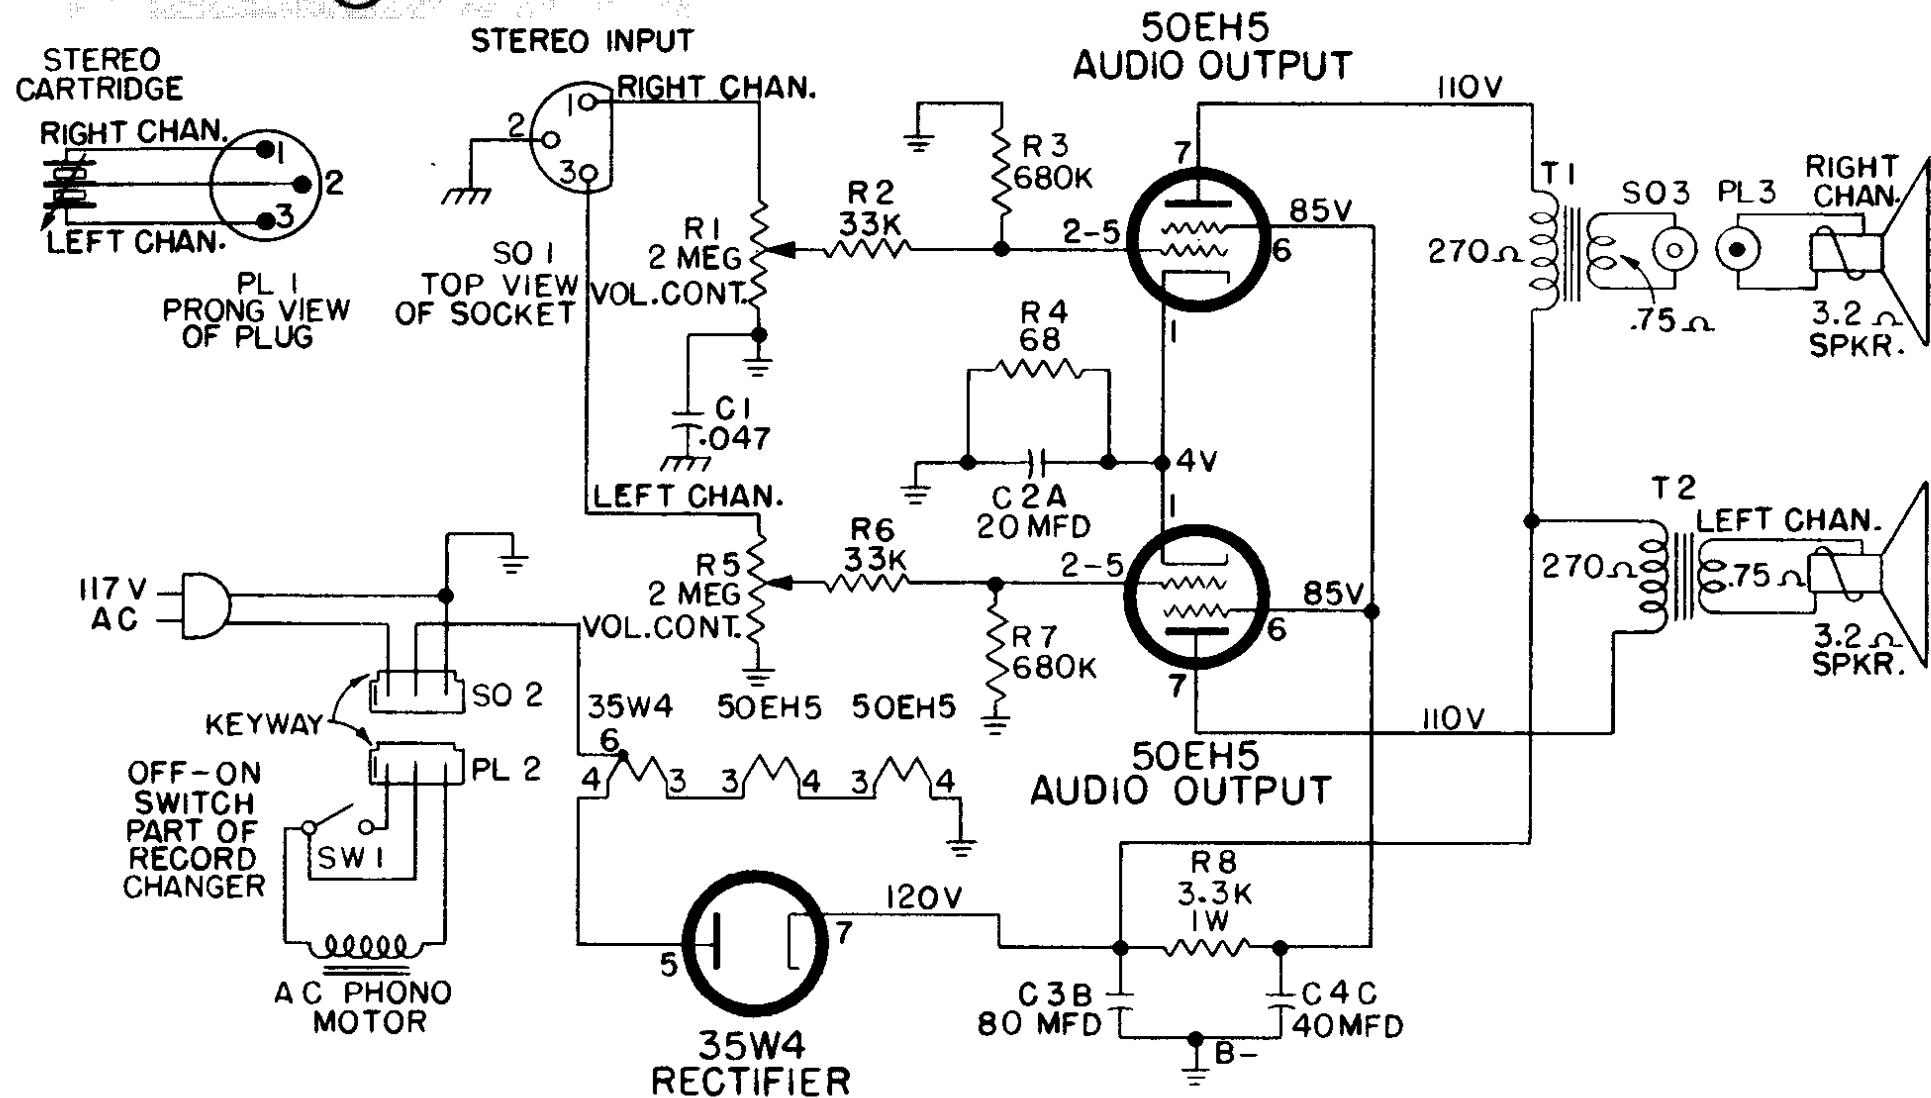 STEREO
CARTRIDGE
RIGHT CHAN.
1
2
3
LEFT CHAN.
PL 1
PRONG VIEW
OF PLUG
STEREO INPUT
1
2
3
RIGHT CHAN.
SO 1
TOP VIEW
OF SOCKET
R1
2 MEG
VOL.CONT.
C1
.047
LEFT CHAN.
R2
33K
R3
680K
50EH5
AUDIO OUTPUT
7
2-5
85V
6
1
110V
R4
68
4V
C2A
20 MFD
T1
270Ω
.75Ω
SO3
PL3
RIGHT
CHAN.
3.2Ω
SPKR.
R5
2 MEG
VOL.CONT.
R6
33K
R7
680K
1
2-5
85V
6
7
50EH5
AUDIO OUTPUT
110V
T2
LEFT CHAN.
270Ω
.75Ω
3.2Ω
SPKR.
117V
AC
SO 2
KEYWAY
PL 2
OFF-ON
SWITCH
PART OF
RECORD
CHANGER
SW1
AC PHONO
MOTOR
35W4
50EH5
50EH5
6
4
3
3
4
3
4
5
7
35W4
RECTIFIER
120V
R8
3.3K
1W
C3B
80 MFD
C4C
40MFD
B-